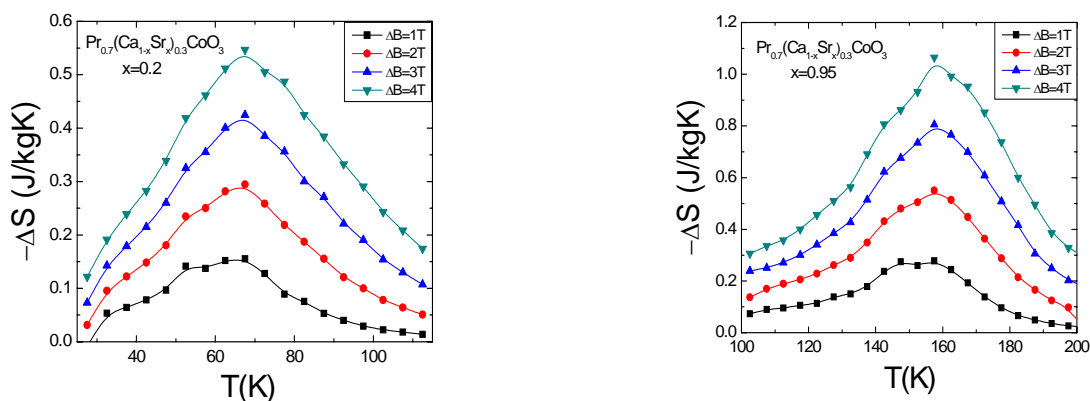 Pr0.7(Ca1-xSrx)0.3CoO3
x=0.2
ΔB=1T
ΔB=2T
ΔB=3T
ΔB=4T
0.6
0.5
0.4
0.3
0.2
0.1
0.0
−ΔS (J/kgK)
40 60 80 100
T(K)
Pr0.7(Ca1-xSrx)0.3CoO3
x=0.95
ΔB=1T
ΔB=2T
ΔB=3T
ΔB=4T
1.2
1.0
0.8
0.6
0.4
0.2
0.0
−ΔS (J/kgK)
100 120 140 160 180 200
T(K)